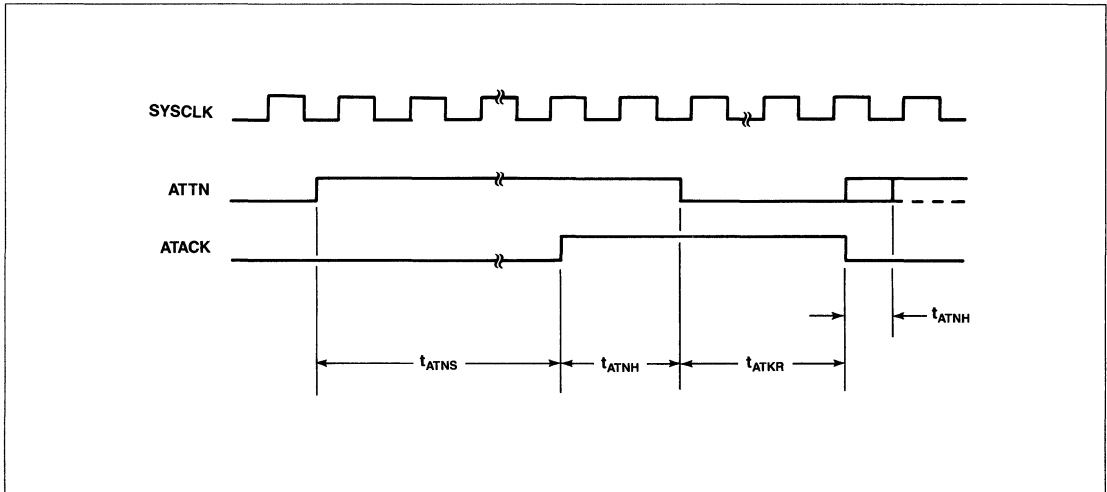 SYSCLK
ATTN
ATACK
tATNH
tATNS
tATNH
tATKR